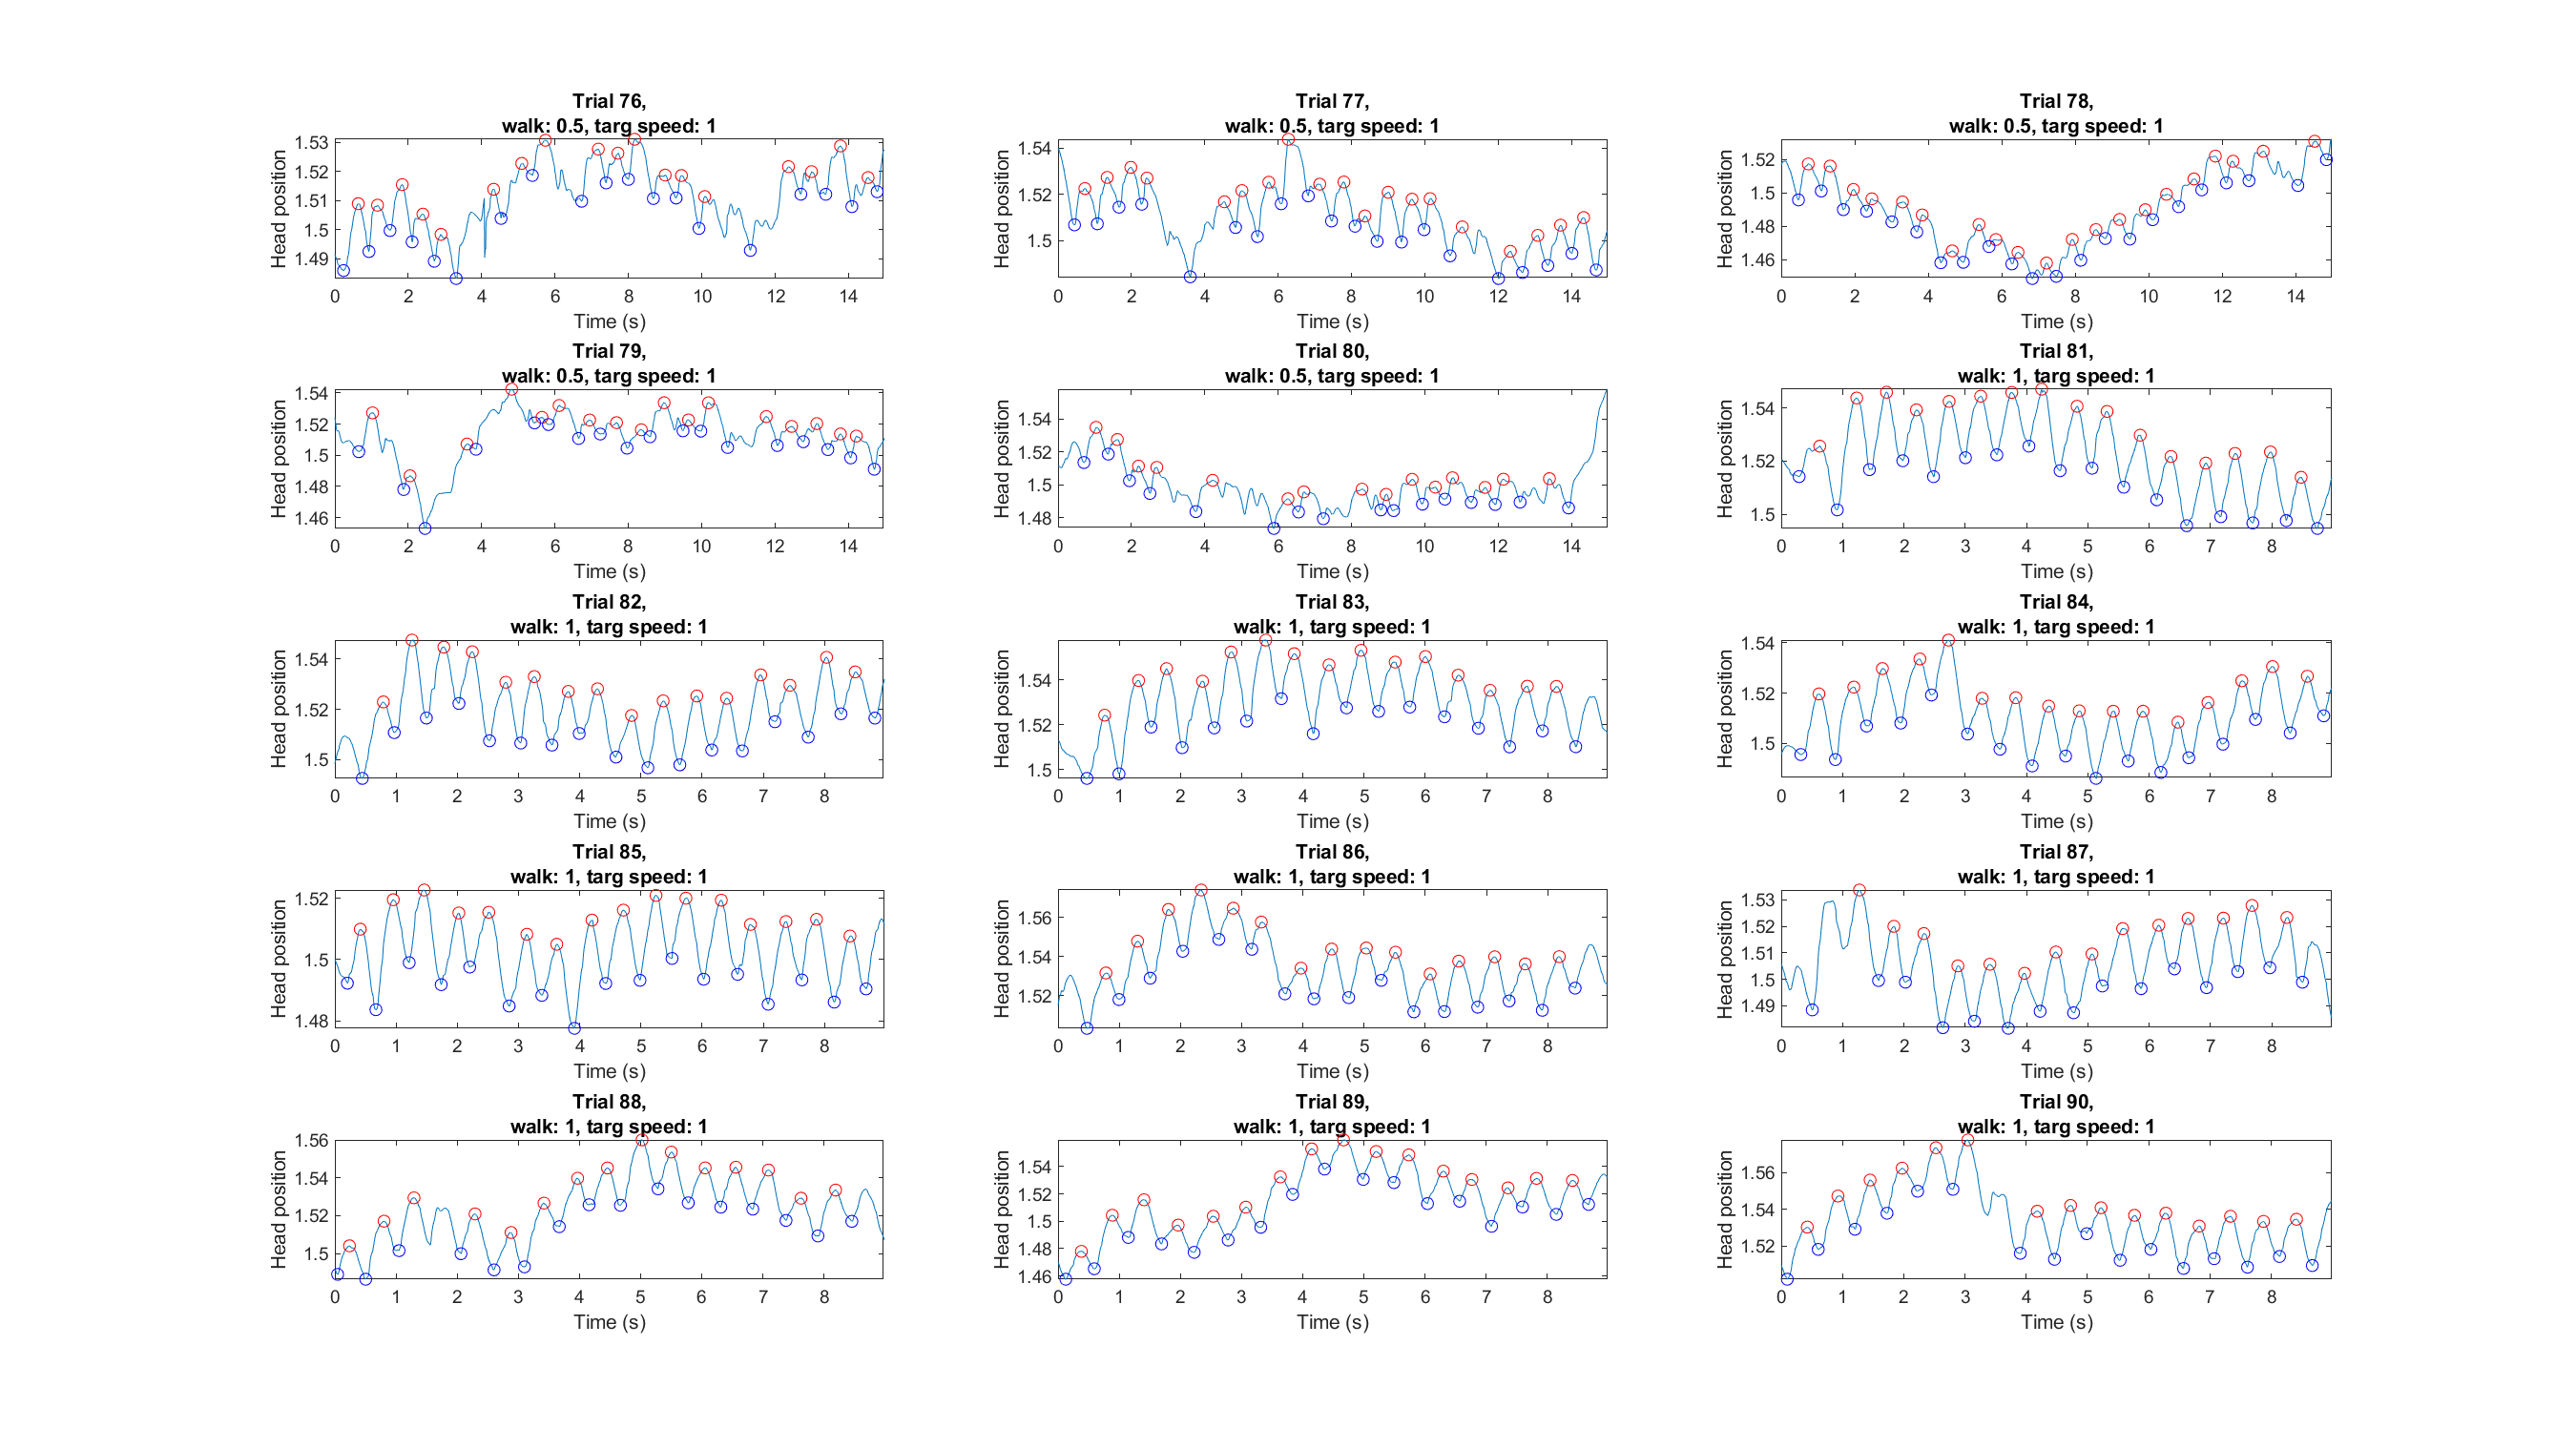 Trial 76,
walk: 0.5, targ speed: 1
Head position
1.53
1.52
1.51
1.5
1.49
0 2 4 6 8 10 12 14
Time (s)
Trial 77,
walk: 0.5, targ speed: 1
Head position
1.54
1.52
1.5
0 2 4 6 8 10 12 14
Time (s)
Trial 78,
walk: 0.5, targ speed: 1
Head position
1.52
1.5
1.48
1.46
0 2 4 6 8 10 12 14
Time (s)
Trial 79,
walk: 0.5, targ speed: 1
Head position
1.54
1.52
1.5
1.48
1.46
0 2 4 6 8 10 12 14
Time (s)
Trial 80,
walk: 0.5, targ speed: 1
Head position
1.54
1.52
1.5
1.48
0 2 4 6 8 10 12 14
Time (s)
Trial 81,
walk: 1, targ speed: 1
Head position
1.54
1.52
1.5
0 1 2 3 4 5 6 7 8
Time (s)
Trial 82,
walk: 1, targ speed: 1
Head position
1.54
1.52
1.5
0 1 2 3 4 5 6 7 8
Time (s)
Trial 83,
walk: 1, targ speed: 1
Head position
1.54
1.52
1.5
0 1 2 3 4 5 6 7 8
Time (s)
Trial 84,
walk: 1, targ speed: 1
Head position
1.54
1.52
1.5
0 1 2 3 4 5 6 7 8
Time (s)
Trial 85,
walk: 1, targ speed: 1
Head position
1.52
1.5
1.48
0 1 2 3 4 5 6 7 8
Time (s)
Trial 86,
walk: 1, targ speed: 1
Head position
1.56
1.54
1.52
0 1 2 3 4 5 6 7 8
Time (s)
Trial 87,
walk: 1, targ speed: 1
Head position
1.53
1.52
1.51
1.5
1.49
0 1 2 3 4 5 6 7 8
Time (s)
Trial 88,
walk: 1, targ speed: 1
Head position
1.56
1.54
1.52
1.5
0 1 2 3 4 5 6 7 8
Time (s)
Trial 89,
walk: 1, targ speed: 1
Head position
1.54
1.52
1.5
1.48
1.46
0 1 2 3 4 5 6 7 8
Time (s)
Trial 90,
walk: 1, targ speed: 1
Head position
1.56
1.54
1.52
0 1 2 3 4 5 6 7 8
Time (s)